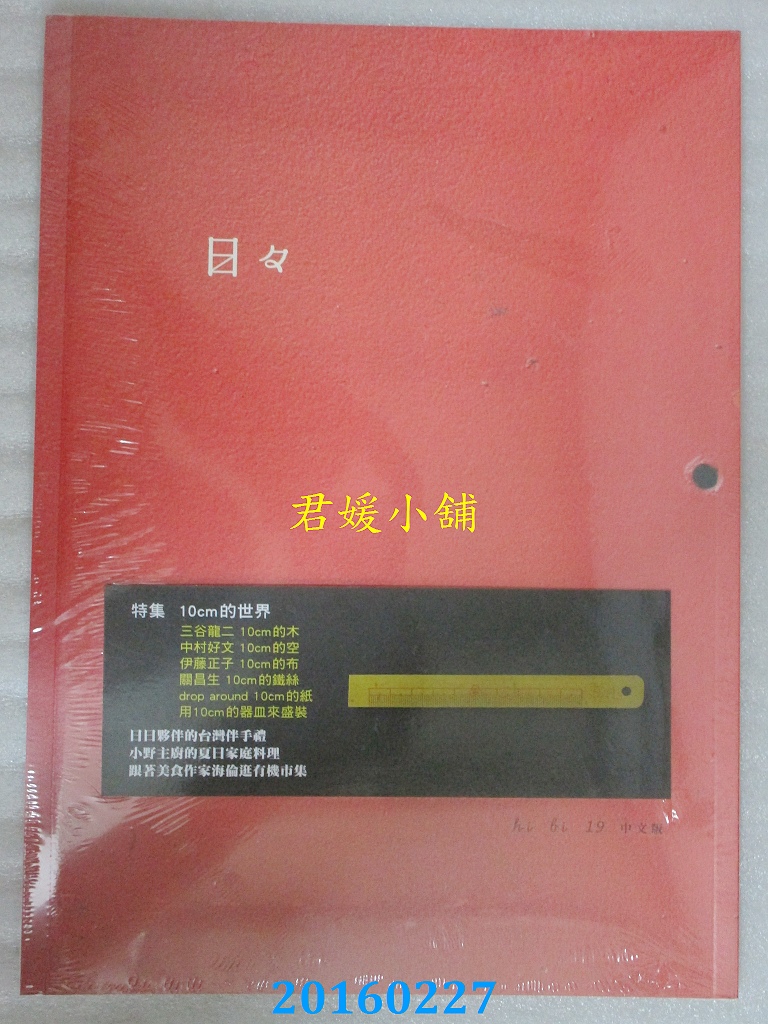 日々
君媛小舖
特集 10cm的世界
三谷龍二 10cm的木
中村好文 10cm的空
伊藤正子 10cm的布
關昌生 10cm的鐵絲
drop around 10cm的紙
用10cm的器皿來盛裝
日日夥伴的台灣伴手禮
小野主廚的夏日家庭料理
跟著美食作家海倫逛有機市集
hi bi 19 中文版
20160227